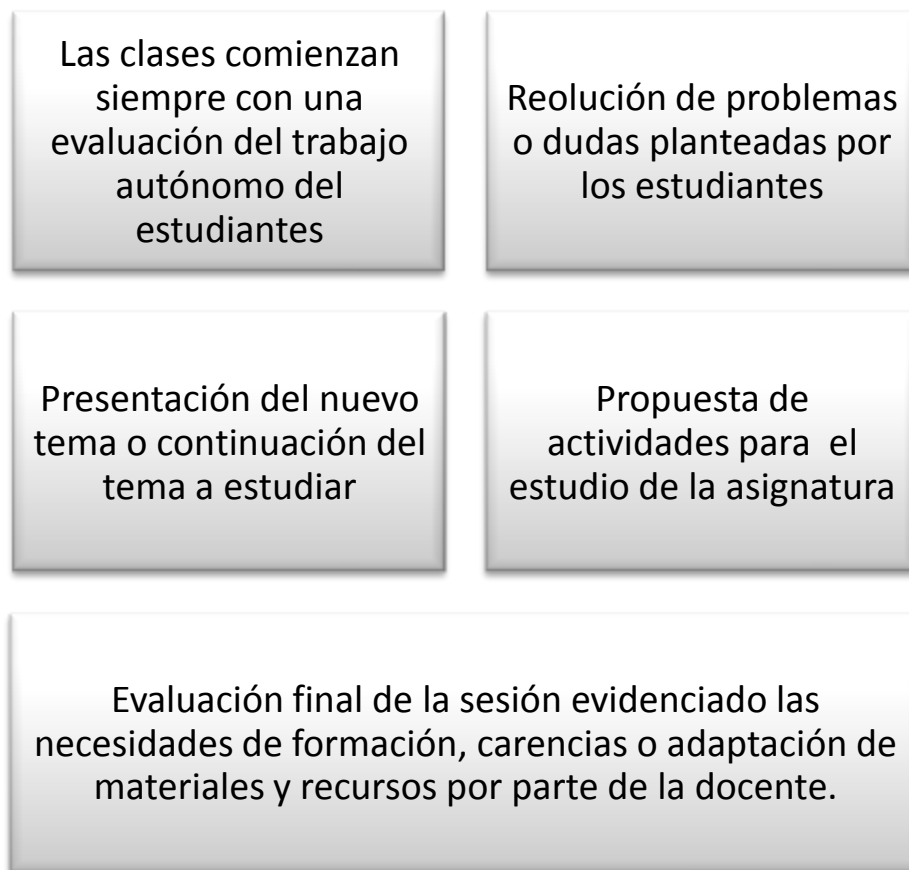 Las clases comienzan
siempre con una
evaluación del trabajo
autónomo del
estudiantes
Reolución de problemas
o dudas planteadas por
los estudiantes
Presentación del nuevo
tema o continuación del
tema a estudiar
Propuesta de
actividades para  el
estudio de la asignatura
Evaluación final de la sesión evidenciado las
necesidades de formación, carencias o adaptación de
materiales y recursos por parte de la docente.